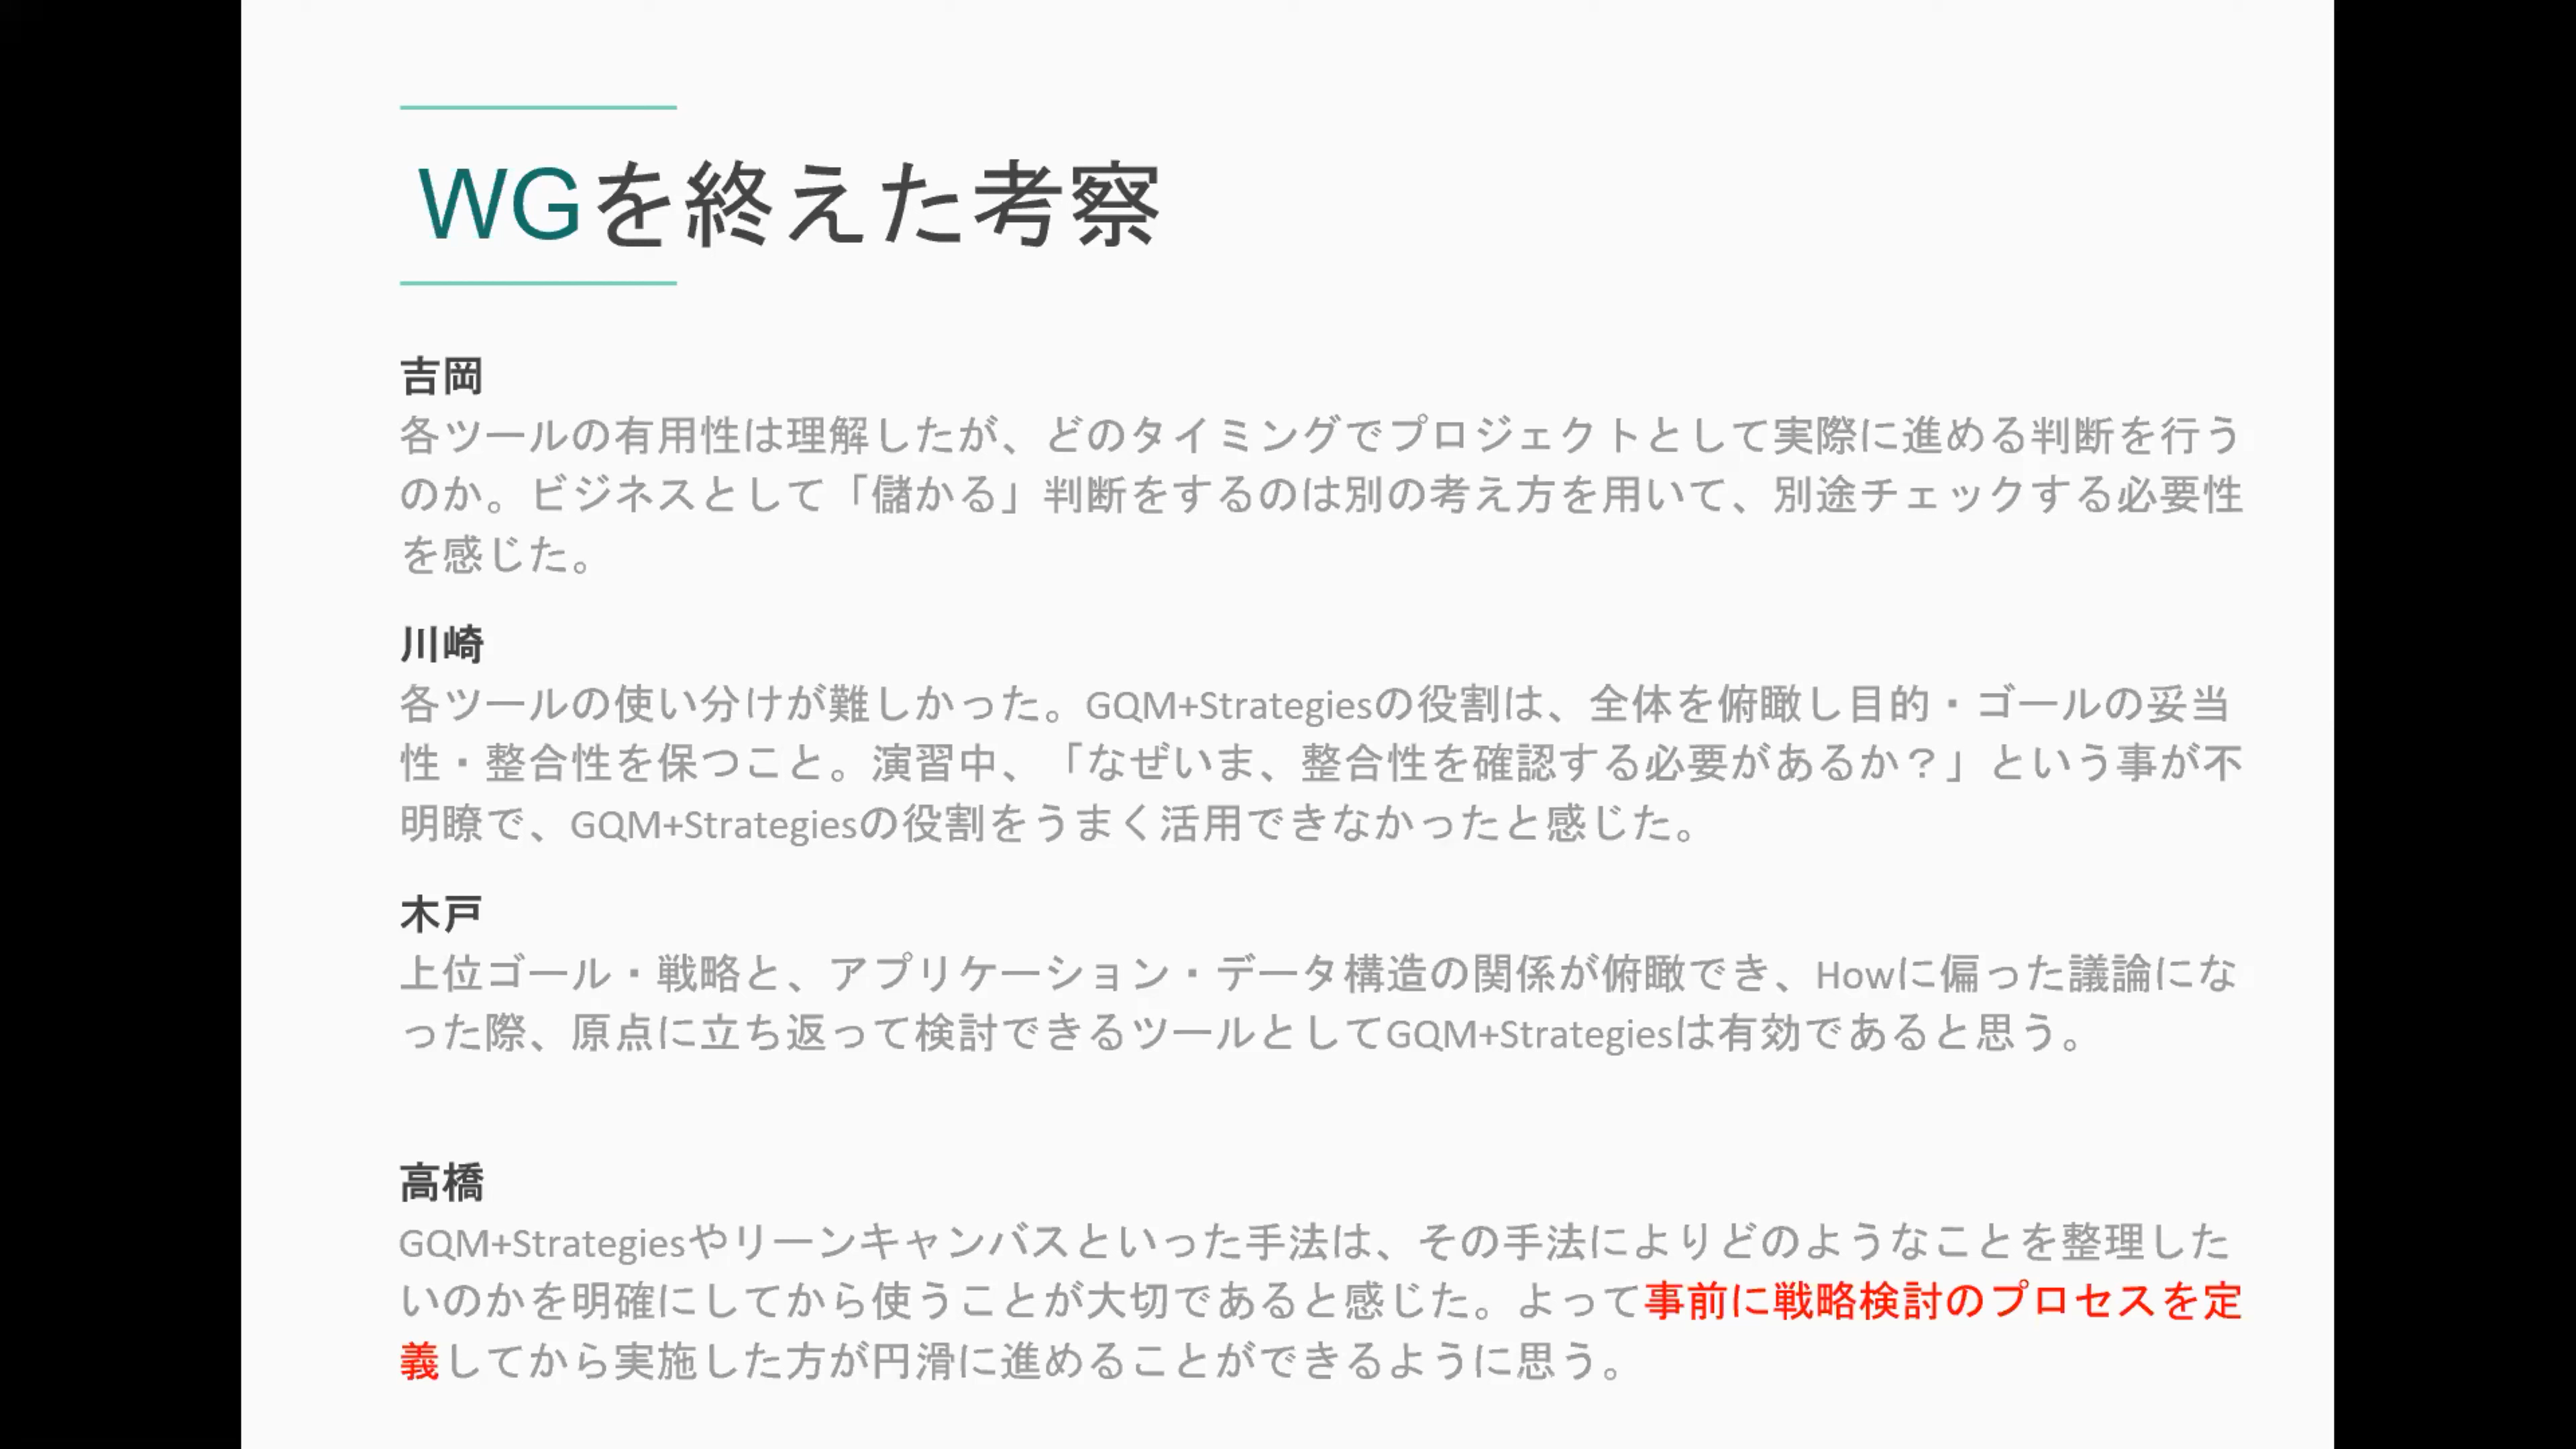 WGを終えた考察
吉岡
各ツールの有用性は理解したが、どのタイミングでプロジェクトとして実際に進める判断を行う
のか。ビジネスとして「儲かる」判断をするのは別の考え方を用いて、別途チェックする必要性
を感じた。
川崎
各ツールの使い分けが難しかった。GQM+Strategiesの役割は、全体を俯瞰し目的・ゴールの妥当
性・整合性を保つこと。演習中、「なぜいま、整合性を確認する必要があるか？」という事が不
明瞭で、GQM+Strategiesの役割をうまく活用できなかったと感じた。
木戸
上位ゴール・戦略と、アプリケーション・データ構造の関係が俯瞰でき、Howに偏った議論にな
った際、原点に立ち返って検討できるツールとしてGQM+Strategiesは有効であると思う。
高橋
GQM+Strategiesやリーンキャンバスといった手法は、その手法によりどのようなことを整理した
いのかを明確にしてから使うことが大切であると感じた。よって事前に戦略検討のプロセスを定
義してから実施した方が円滑に進めることができるように思う。